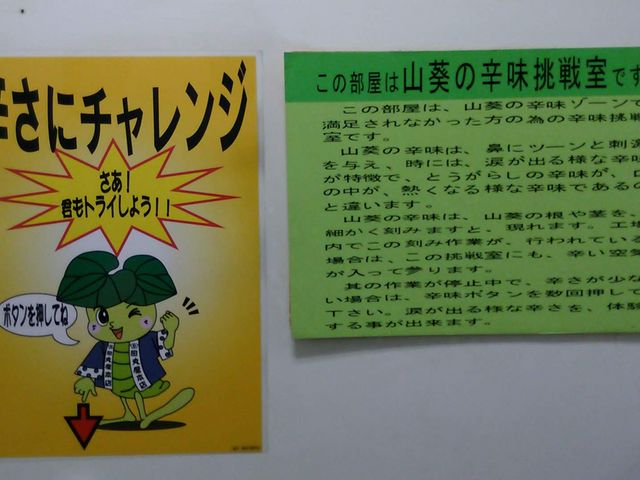 辛さにチャレンジ
さあ！
君もトライしよう！！
ボタンを押してね
田丸屋本店
この部屋は山葵の辛味挑戦室です
この部屋は、山葵の辛味ゾーンで
満足されなかった方の為の辛味挑戦
室です。
山葵の辛味は、鼻にツーンと刺激
を与え、時には、涙が出る様な辛味
が特徴で、とうがらしの辛味が、口
の中が、熱くなる様な辛味である
と違います。
山葵の辛味は、山葵の根や茎を、
細かく刻みますと、現れます。工場
内でこの刻み作業が、行われている
場合は、この挑戦室にも、辛い空気
が入って参ります。
其の作業が停止中で、辛さが少な
い場合は、辛味ボタンを数回押して
下さい。涙が出る様な辛さを、体験
する事が出来ます。